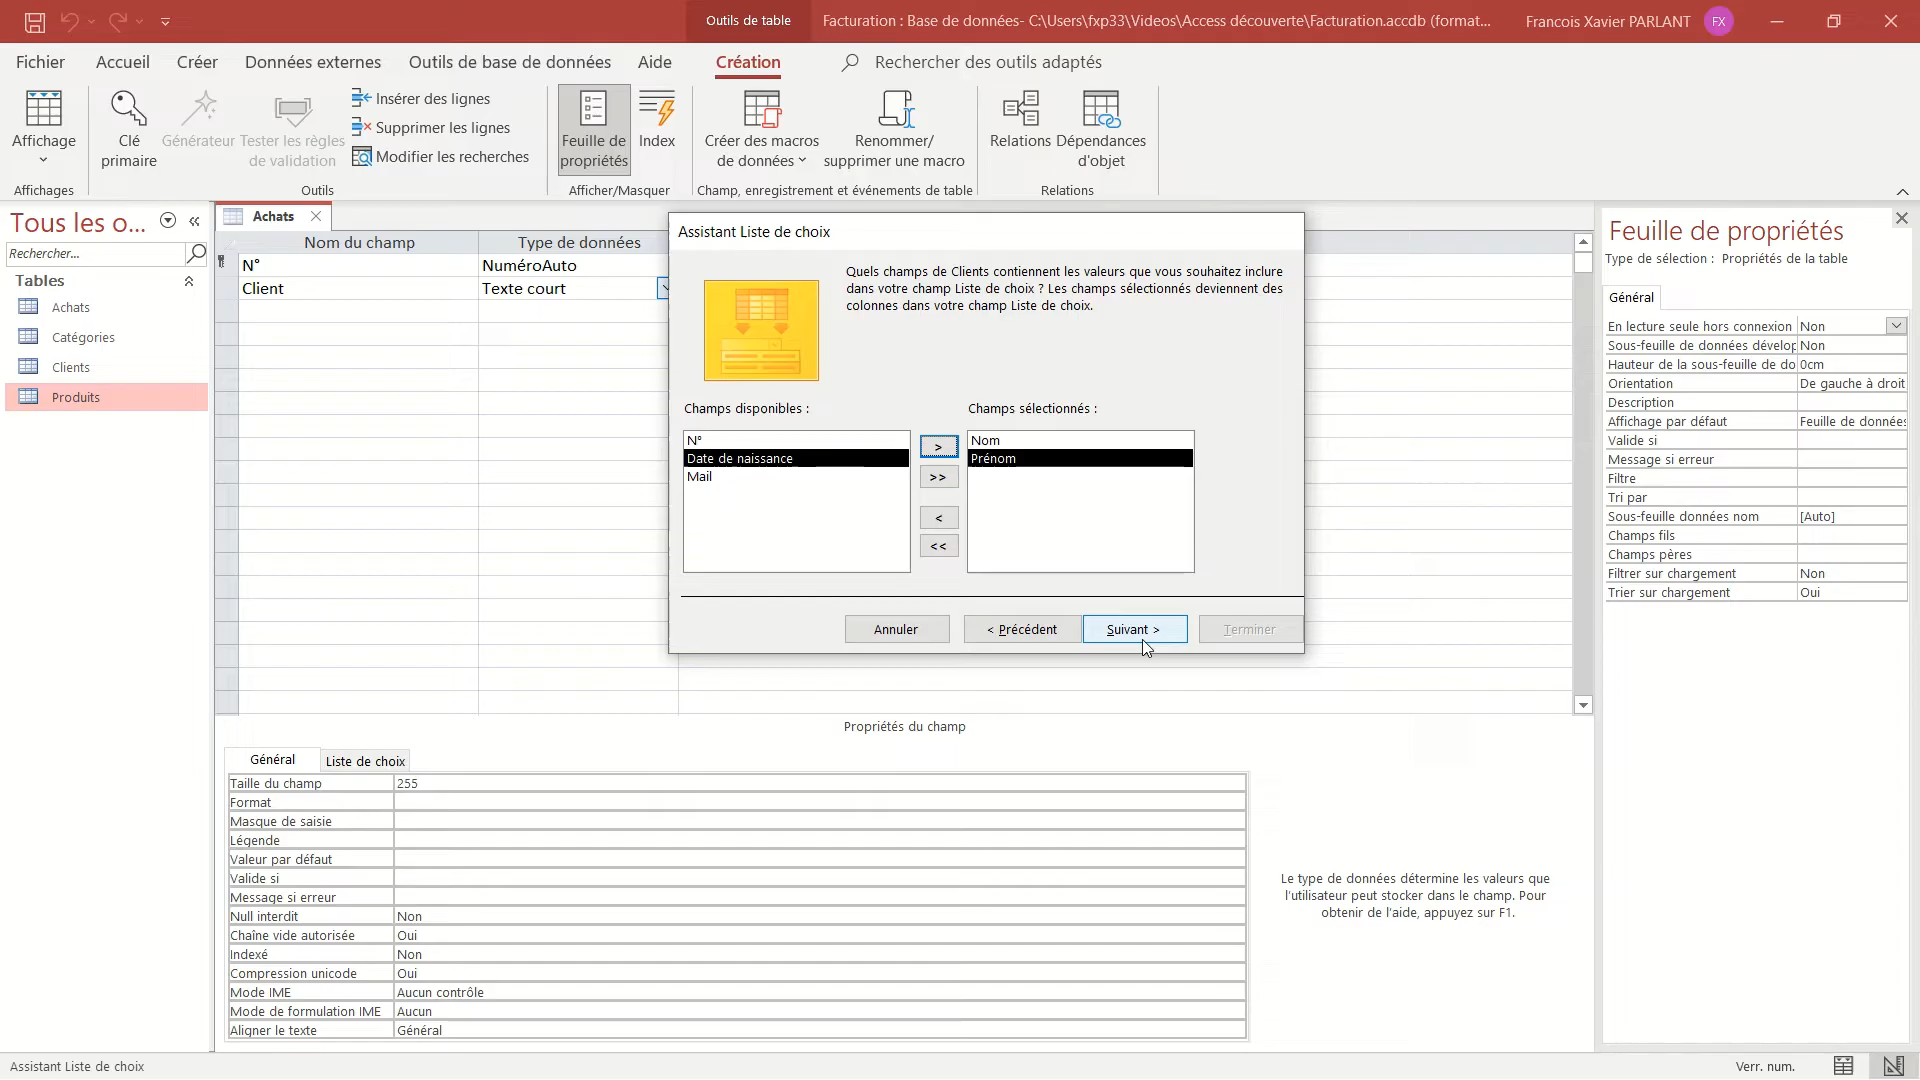 Outils de table
Facturation : Base de données- C:\Users\fxp33\Videos\Access découverte\Facturation.accdb (format...
Francois Xavier PARLANT
FX
Fichier
Accueil
Créer
Données externes
Outils de base de données
Aide
Création
Rechercher des outils adaptés
Affichage
Clé
primaire
Générateur
Tester les règles
de validation
Insérer des lignes
Supprimer les lignes
Modifier les recherches
Feuille de
propriétés
Index
Créer des macros
de données
Renommer/
supprimer une macro
Relations
Dépendances
d'objet
Affichages
Outils
Afficher/Masquer
Champ, enregistrement et événements de table
Relations
Tous les o...
Rechercher...
Tables
Achats
Catégories
Clients
Produits
Achats
Nom du champ
Type de données
N°
NuméroAuto
Client
Texte court
Assistant Liste de choix
Quels champs de Clients contiennent les valeurs que vous souhaitez inclure
dans votre champ Liste de choix ? Les champs sélectionnés deviennent des
colonnes dans votre champ Liste de choix.
Champs disponibles :
Champs sélectionnés :
N°
Date de naissance
Mail
>
>>
<
<<
Nom
Prénom
Annuler
< Précédent
Suivant >
Terminer
Feuille de propriétés
Type de sélection : Propriétés de la table
Général
En lecture seule hors connexion Non
Sous-feuille de données dévelop Non
Hauteur de la sous-feuille de do 0cm
Orientation De gauche à droit
Description
Affichage par défaut Feuille de données
Valide si
Message si erreur
Filtre
Tri par
Sous-feuille données nom [Auto]
Champs fils
Champs pères
Filtrer sur chargement Non
Trier sur chargement Oui
Propriétés du champ
Général
Liste de choix
Taille du champ 255
Format
Masque de saisie
Légende
Valeur par défaut
Valide si
Message si erreur
Null interdit Non
Chaîne vide autorisée Oui
Indexé Non
Compression unicode Oui
Mode IME Aucun contrôle
Mode de formulation IME Aucun
Aligner le texte Général
Le type de données détermine les valeurs que
l'utilisateur peut stocker dans le champ. Pour
obtenir de l'aide, appuyez sur F1.
Assistant Liste de choix
Verr. num.